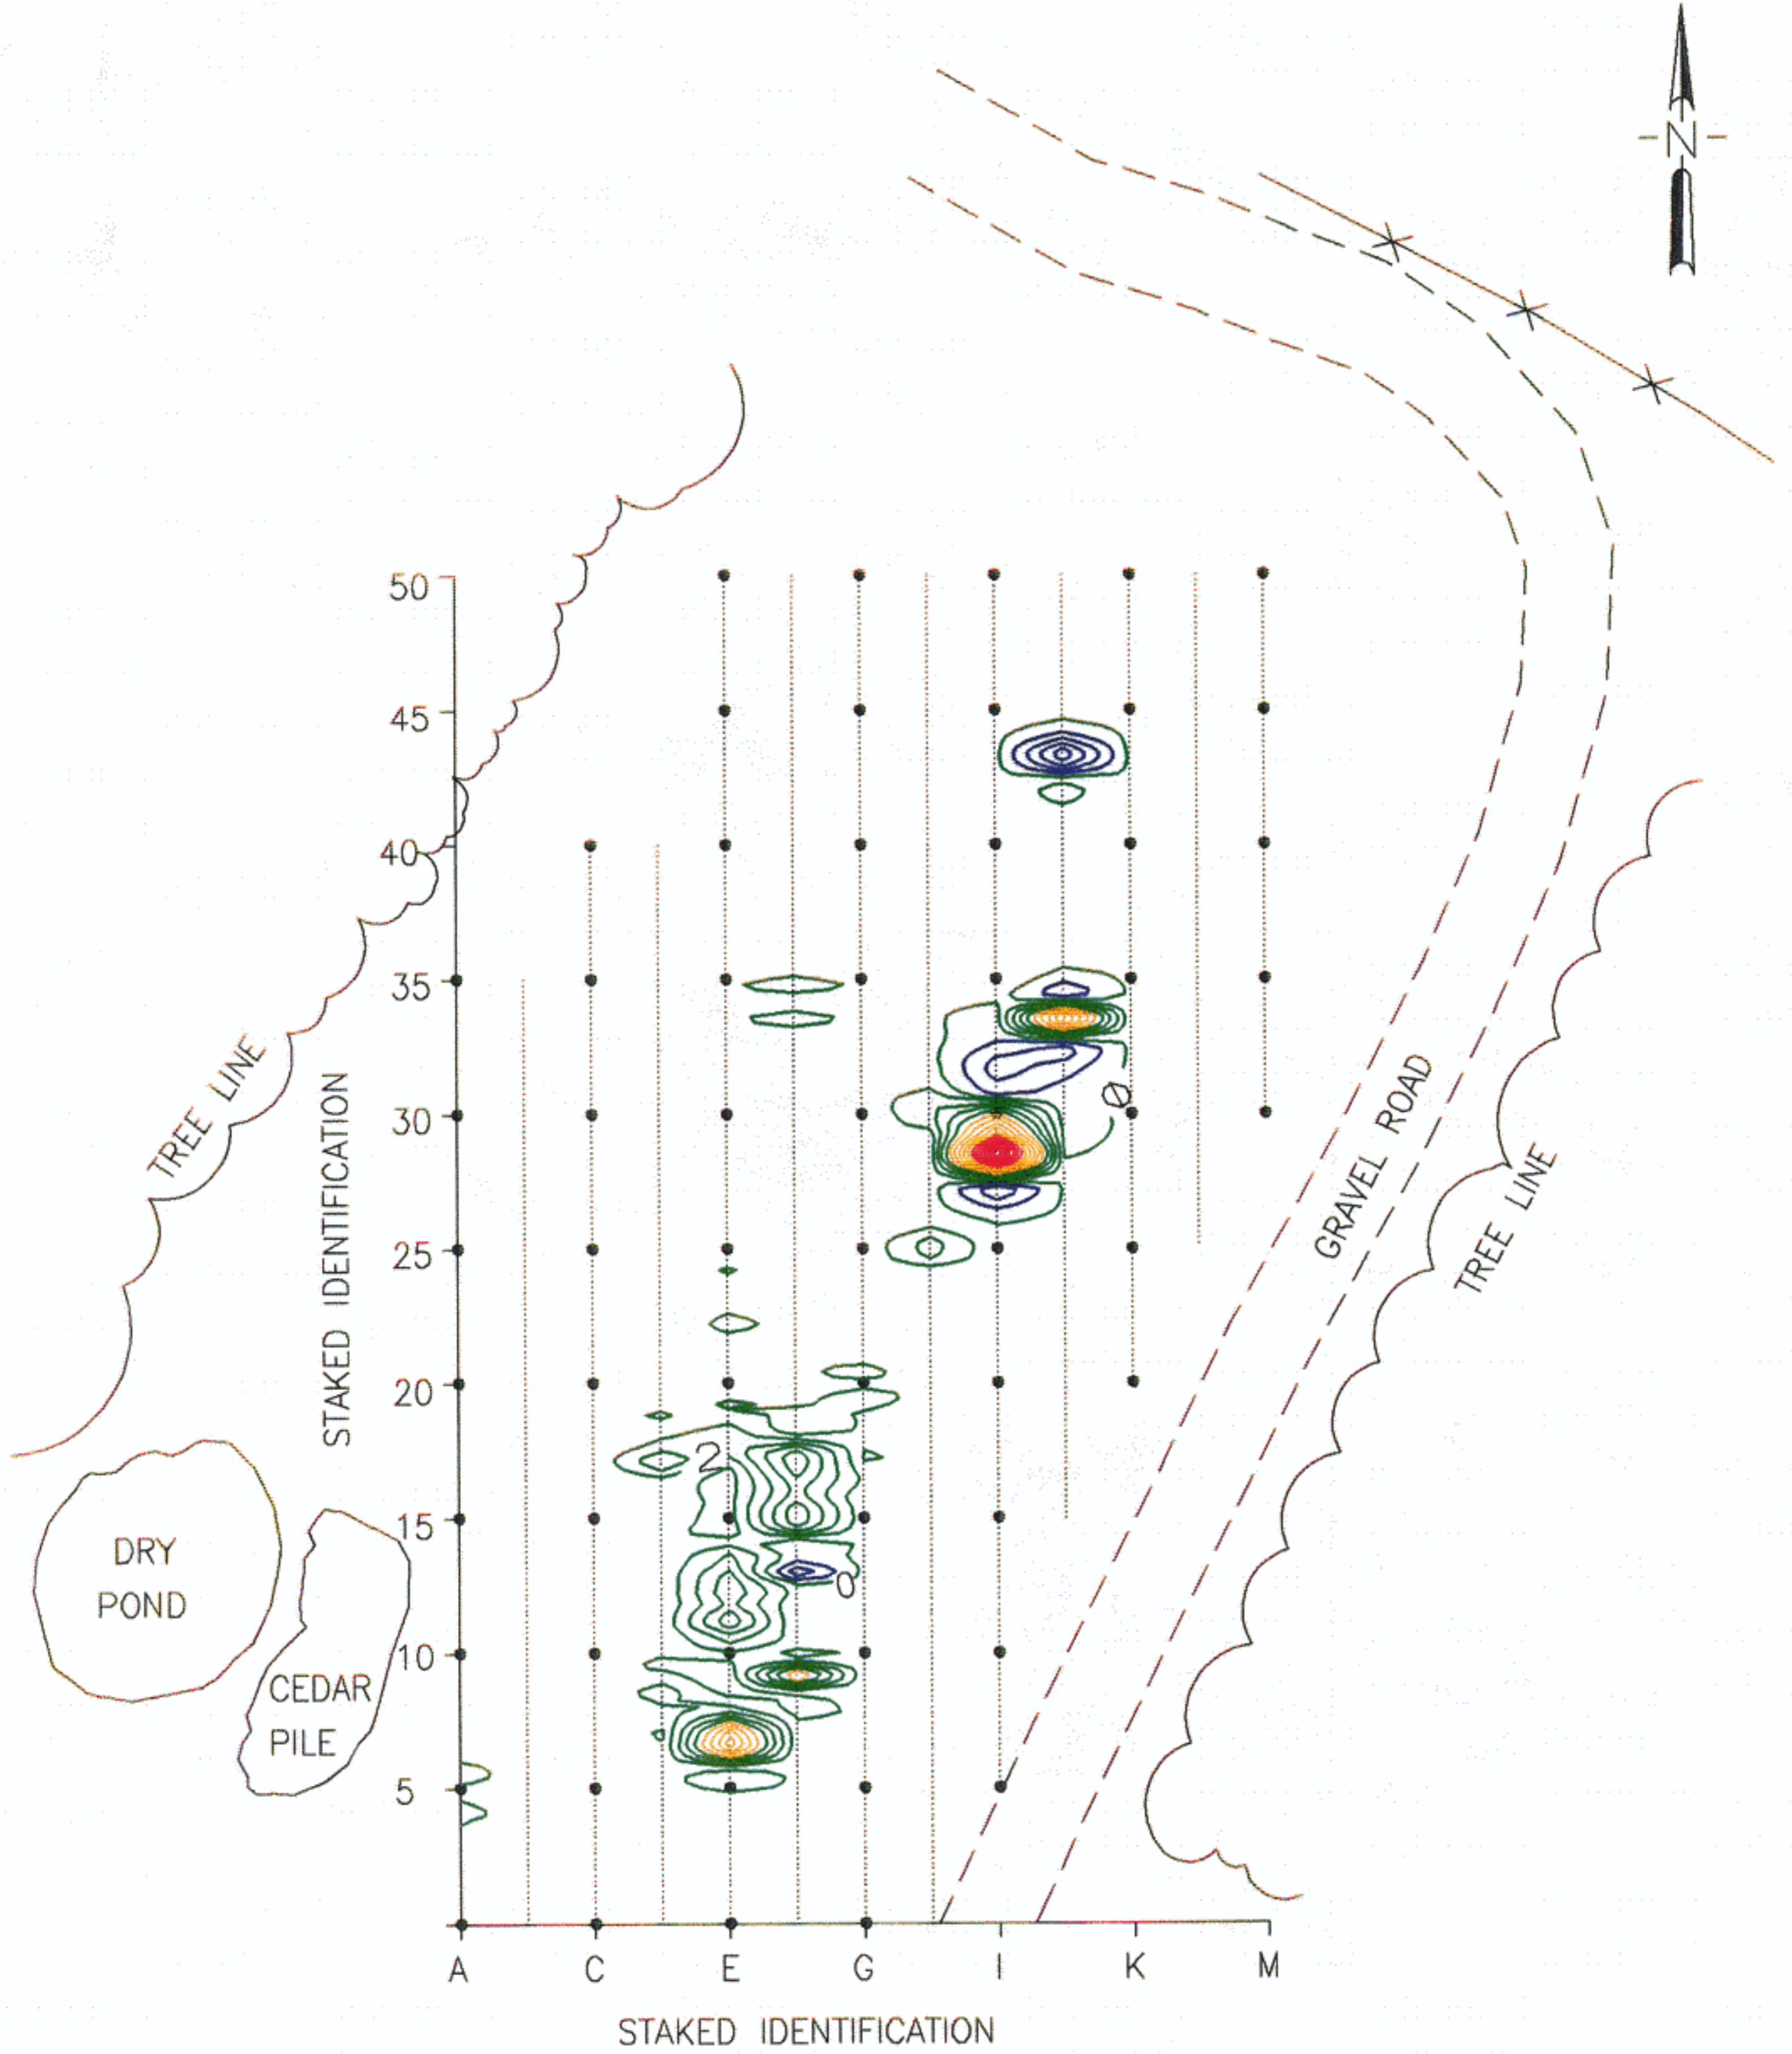 N
50
45
40
35
30
25
20
15
10
5
TREE LINE
STAKED IDENTIFICATION
0
GRAVEL ROAD
TREE LINE
2
0
DRY
POND
CEDAR
PILE
A C E G I K M
STAKED IDENTIFICATION